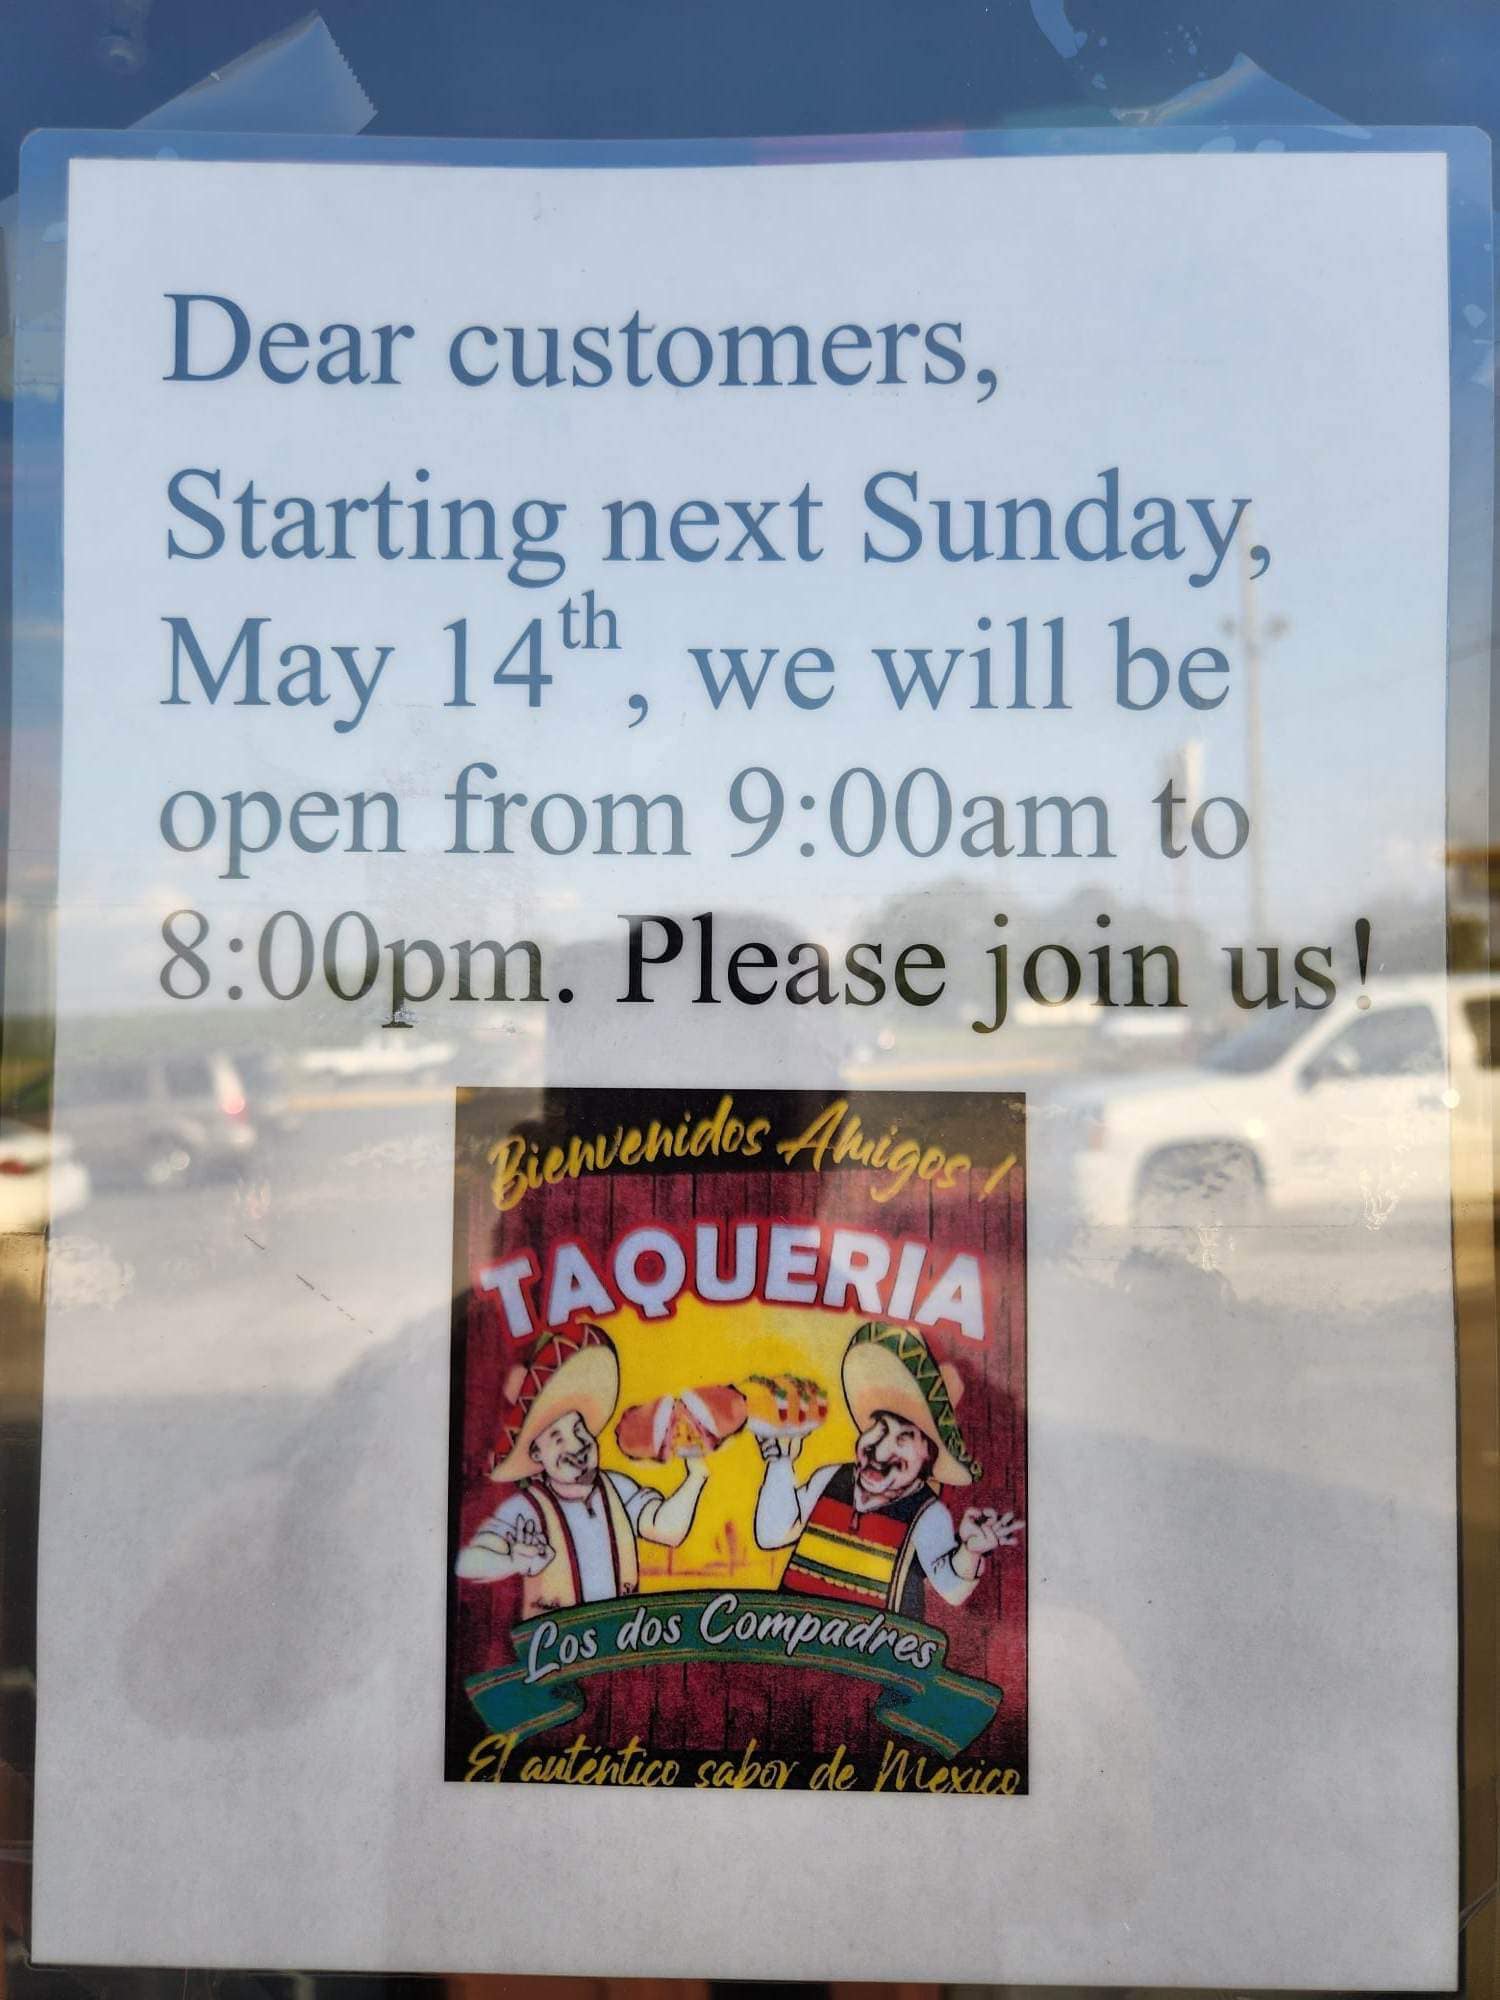 Dear customers,
Starting next Sunday,
May 14th, we will be
open from 9:00am to
8:00pm. Please join us!
Bienvenidos Amigos !
TAQUERIA
Los dos Compadres
El auténtico sabor de Mexico